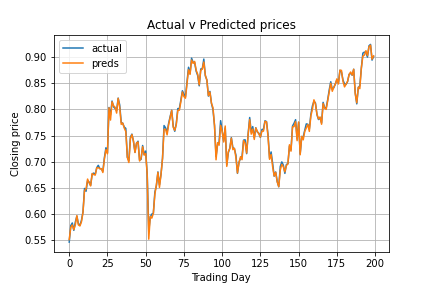 Actual v Predicted prices
actual
preds
Closing price
0.90
0.85
0.80
0.75
0.70
0.65
0.60
0.55
0 25 50 75 100 125 150 175 200
Trading Day